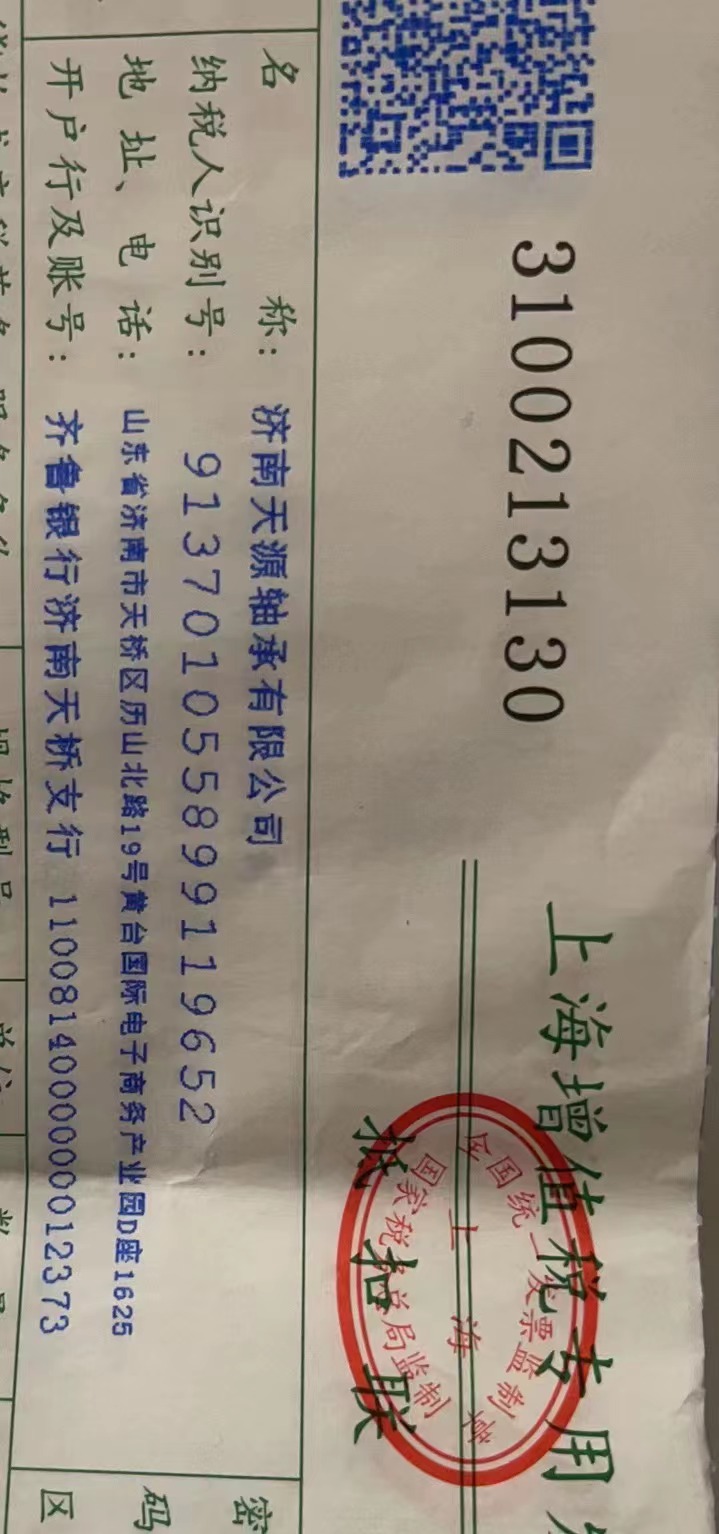 3100213130
上海增值税专用
全国统一发票监制章
上海
国家税务总局监制
抵扣联
名称：济南天源轴承有限公司
纳税人识别号：913701055899119652
地址、电话：山东省济南市天桥区历山北路19号黄台国际电子商务产业园D座1625
开户行及账号：齐鲁银行济南天桥支行 1100814000000012373
密
码
区